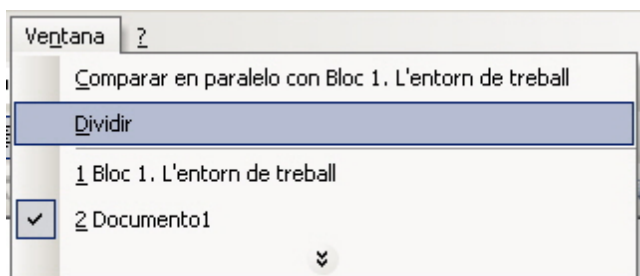 Ventana ?
Comparar en paralelo con Bloc 1. L'entorn de treball
Dividir
1 Bloc 1. L'entorn de treball
2 Documento1